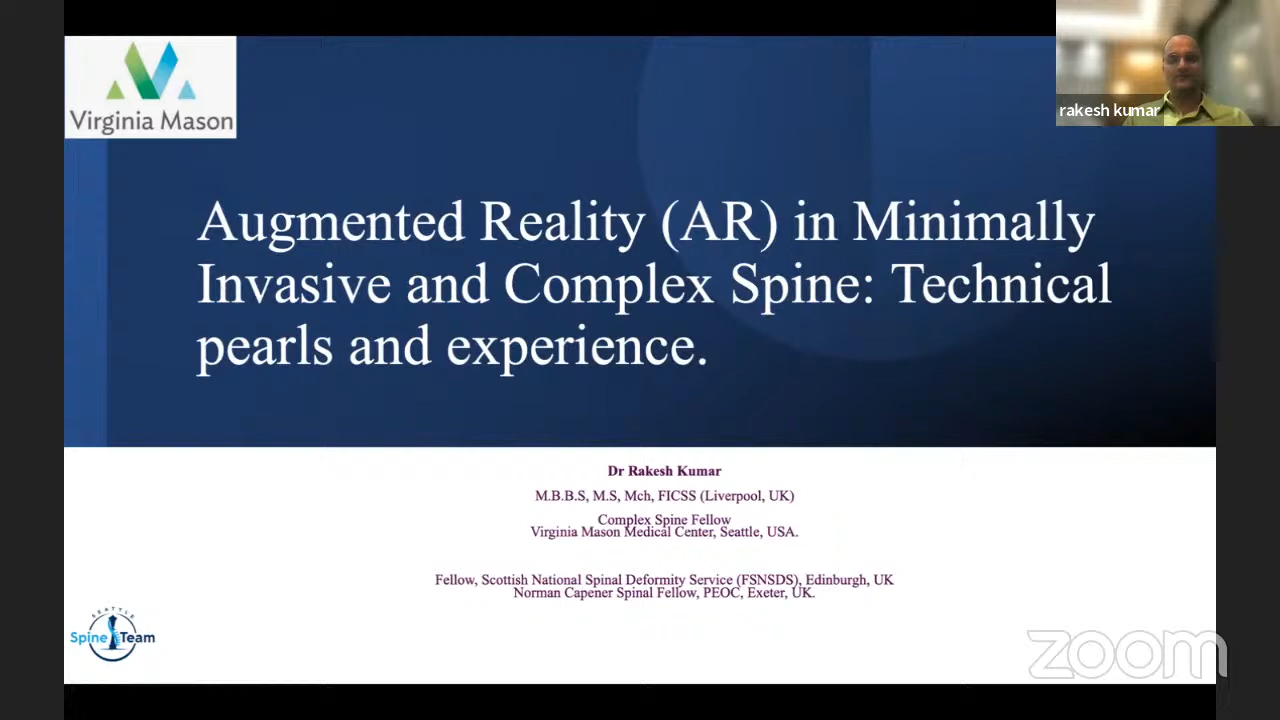 Virginia Mason
rakesh kumar
Augmented Reality (AR) in Minimally
Invasive and Complex Spine: Technical
pearls and experience.
Dr Rakesh Kumar
M.B.B.S, M.S, Mch, FICSS (Liverpool, UK)
Complex Spine Fellow
Virginia Mason Medical Center, Seattle, USA.
Fellow, Scottish National Spinal Deformity Service (FSNSDS), Edinburgh, UK
Norman Capener Spinal Fellow, PEOC, Exeter, UK.
SEATTLE
Spine Team
zoom